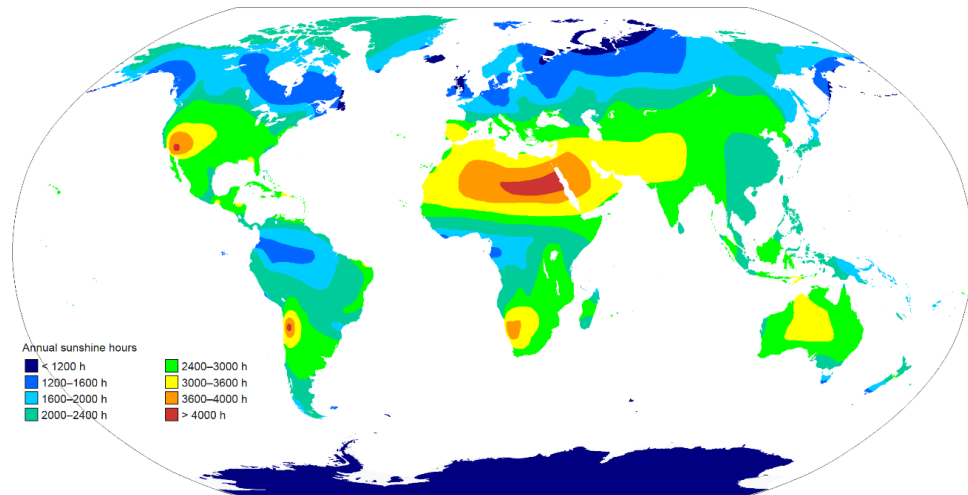 Annual sunshine hours
< 1200 h
1200–1600 h
1600–2000 h
2000–2400 h
2400–3000 h
3000–3600 h
3600–4000 h
> 4000 h